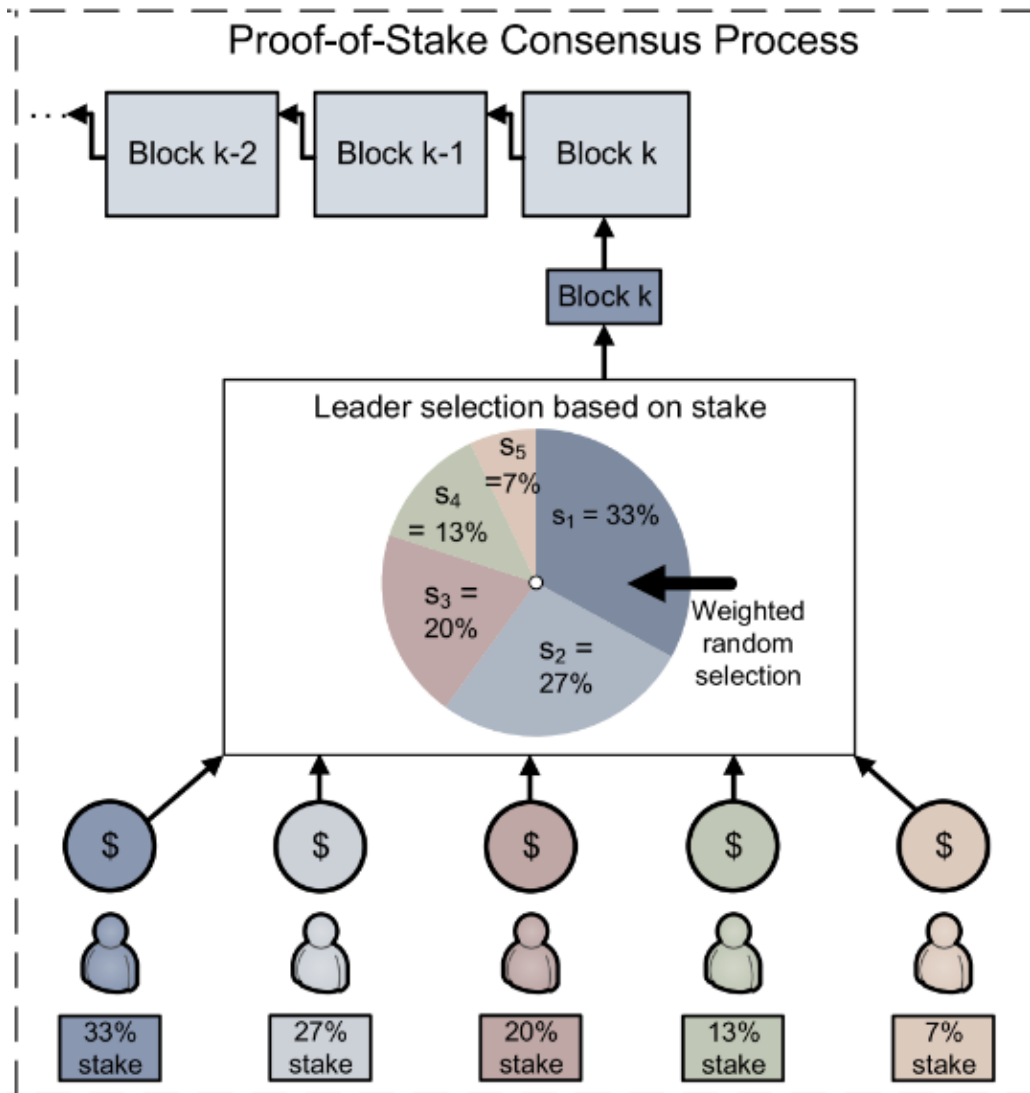 Proof-of-Stake Consensus Process
...
Block k-2
Block k-1
Block k
Block k
Leader selection based on stake
s₅
=7%
s₄
= 13%
s₁ = 33%
s₃ =
20%
s₂ =
27%
Weighted
random
selection
$
$
$
$
$
33%
stake
27%
stake
20%
stake
13%
stake
7%
stake